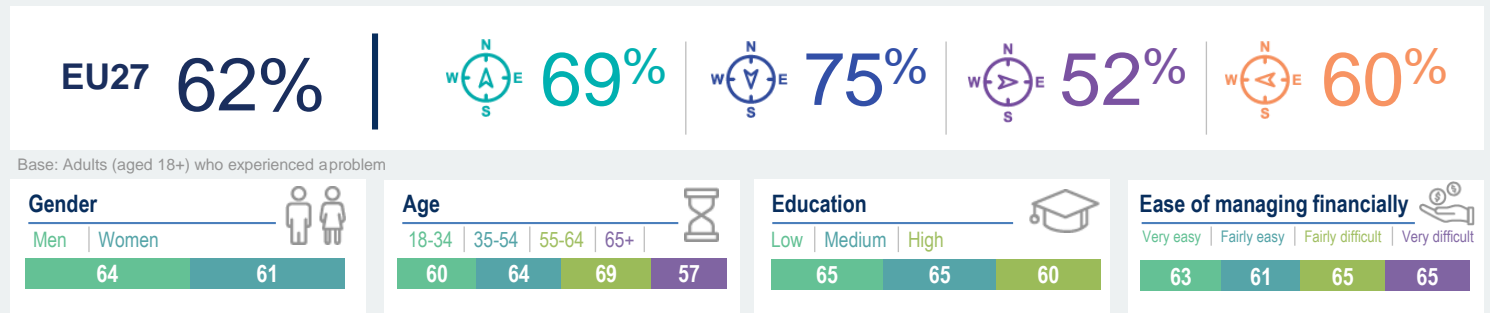 EU27 62% N W E S 69% N W E S 75% N W E S 52% N W E S 60%
Base: Adults (aged 18+) who experienced aproblem
Gender
Men Women
64 61
Age
18-34 35-54 55-64 65+
60 64 69 57
Education
Low Medium High
65 65 60
Ease of managing financially
Very easy Fairly easy Fairly difficult Very difficult
63 61 65 65